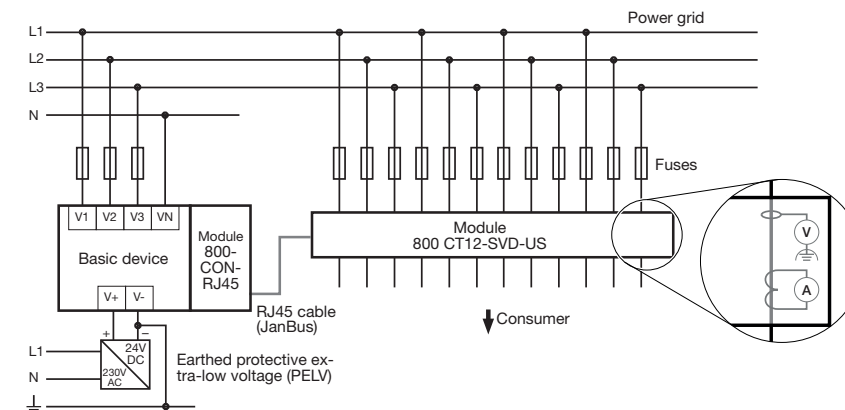 Power grid
L1
L2
L3
N
Fuses
V1 V2 V3 VN
Basic device
Module
800-
CON-
RJ45
Module
800 CT12-SVD-US
V
A
V+ V-
RJ45 cable
(JanBus)
Consumer
+ –
24V
DC
230V
AC
L1
N
Earthed protective ex-
tra-low voltage (PELV)